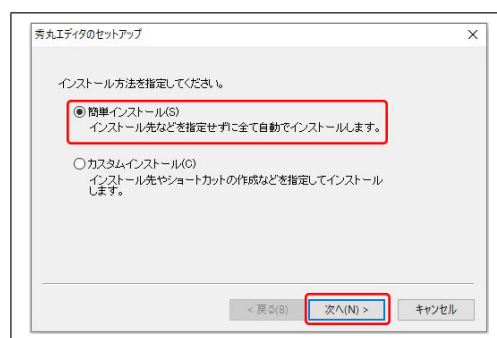 秀丸エディタのセットアップ
インストール方法を指定してください。
簡単インストール(S)
インストール先などを指定せずに全て自動でインストールします。
カスタムインストール(C)
インストール先やショートカットの作成などを指定してインストール
します。
< 戻る(B) 次へ(N) > キャンセル